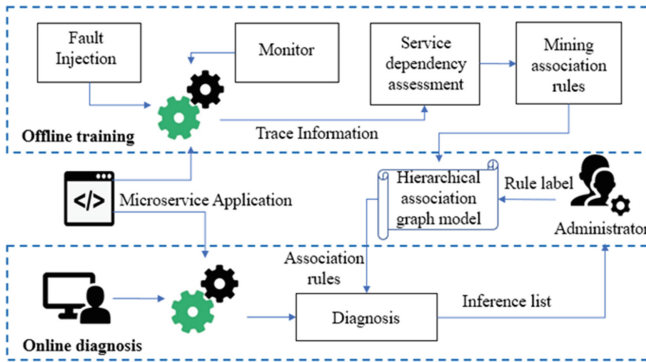 Fault
Injection
Monitor
Service
dependency
assessment
Mining
association
rules
Offline training
Trace Information
</>
Microservice Application
Hierarchical
association
graph model
Rule label
Administrator
Association
rules
Online diagnosis
Diagnosis
Inference list